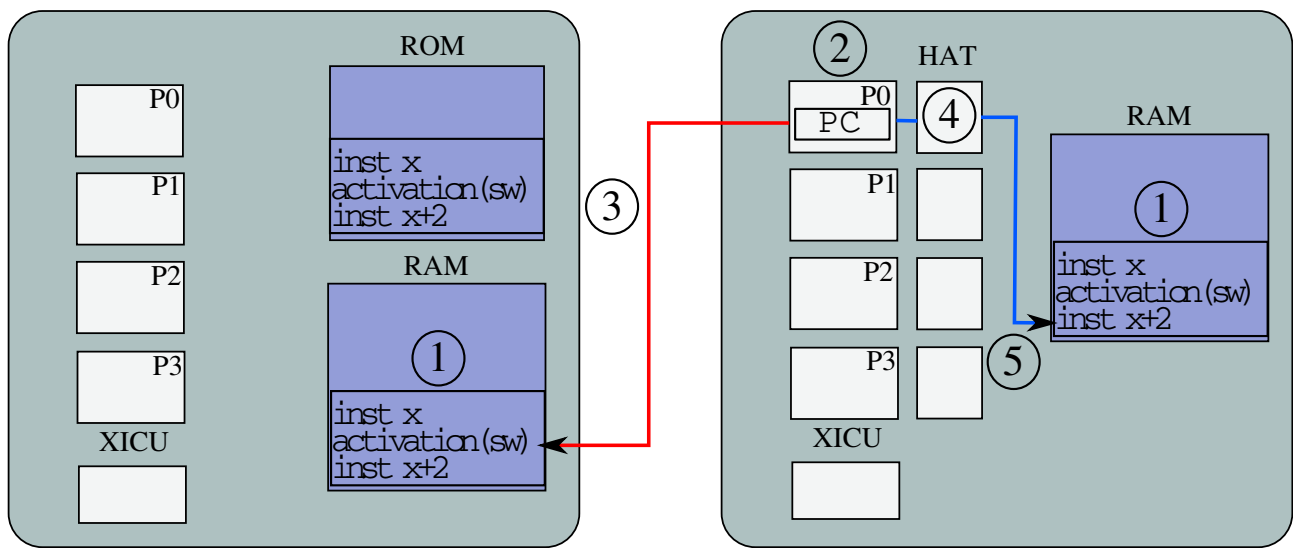 ROM
P0
inst x
activation(sw)
inst x+2
P1
3
RAM
P2
1
P3
inst x
activation(sw)
inst x+2
XICU
2
HAT
P0
PC
4
RAM
P1
1
inst x
activation(sw)
inst x+2
P2
5
P3
XICU